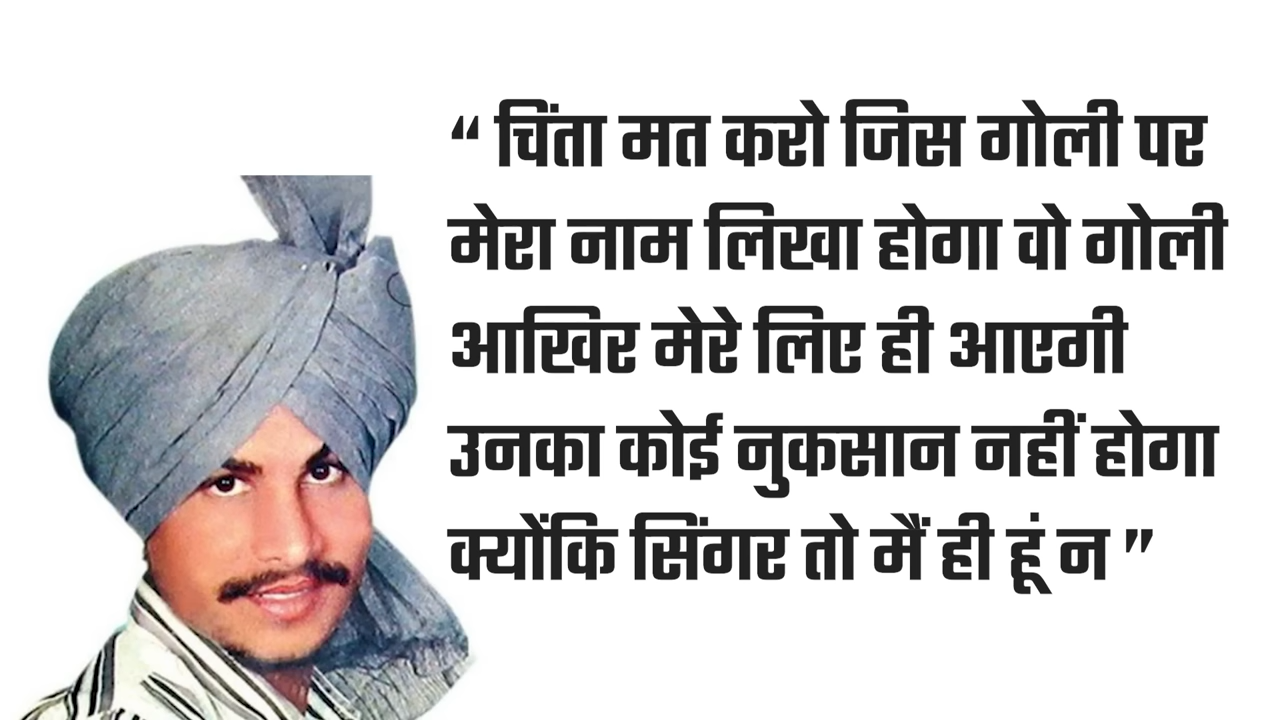 “ चिंता मत करो जिस गोली पर
मेरा नाम लिखा होगा वो गोली
आखिर मेरे लिए ही आएगी
उनका कोई नुकसान नहीं होगा
क्योंकि सिंगर तो मैं ही हूं न ”